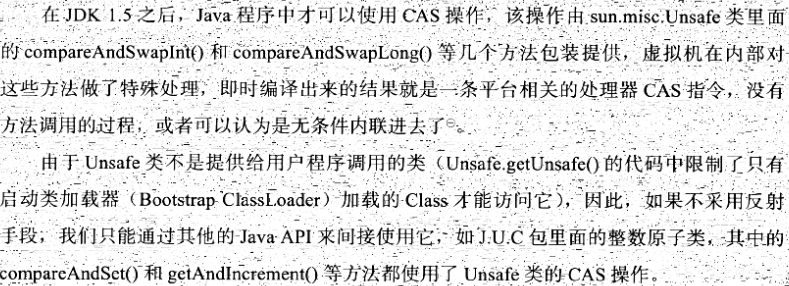 在 JDK 1.5 之后，Java 程序中才可以使用 CAS 操作，该操作由 sun.misc.Unsafe 类里面
的 compareAndSwapInt() 和 compareAndSwapLong() 等几个方法包装提供，虚拟机在内部对
这些方法做了特殊处理，即时编译出来的结果就是一条平台相关的处理器 CAS 指令，没有
方法调用的过程，或者可以认为是无条件内联进去了⊖。
由于 Unsafe 类不是提供给用户程序调用的类（Unsafe.getUnsafe() 的代码中限制了只有
启动类加载器（Bootstrap ClassLoader）加载的 Class 才能访问它），因此，如果不采用反射
手段，我们只能通过其他的 Java API 来间接使用它，如 J.U.C 包里面的整数原子类，其中的
compareAndSet() 和 getAndIncrement() 等方法都使用了 Unsafe 类的 CAS 操作。